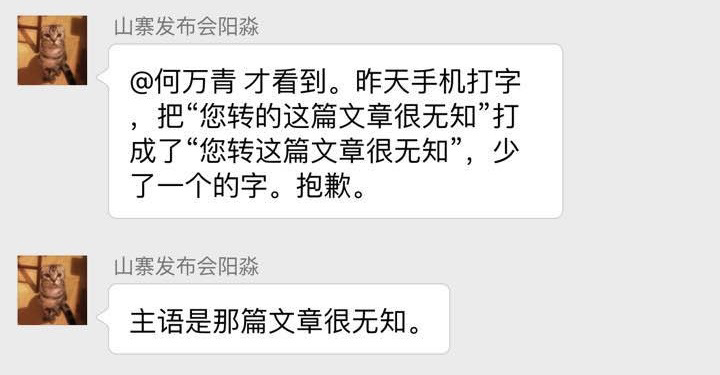 山寨发布会阳淼
@何万青 才看到。昨天手机打字
，把“您转的这篇文章很无知”打
成了“您转这篇文章很无知”，少
了一个的字。抱歉。
山寨发布会阳淼
主语是那篇文章很无知。